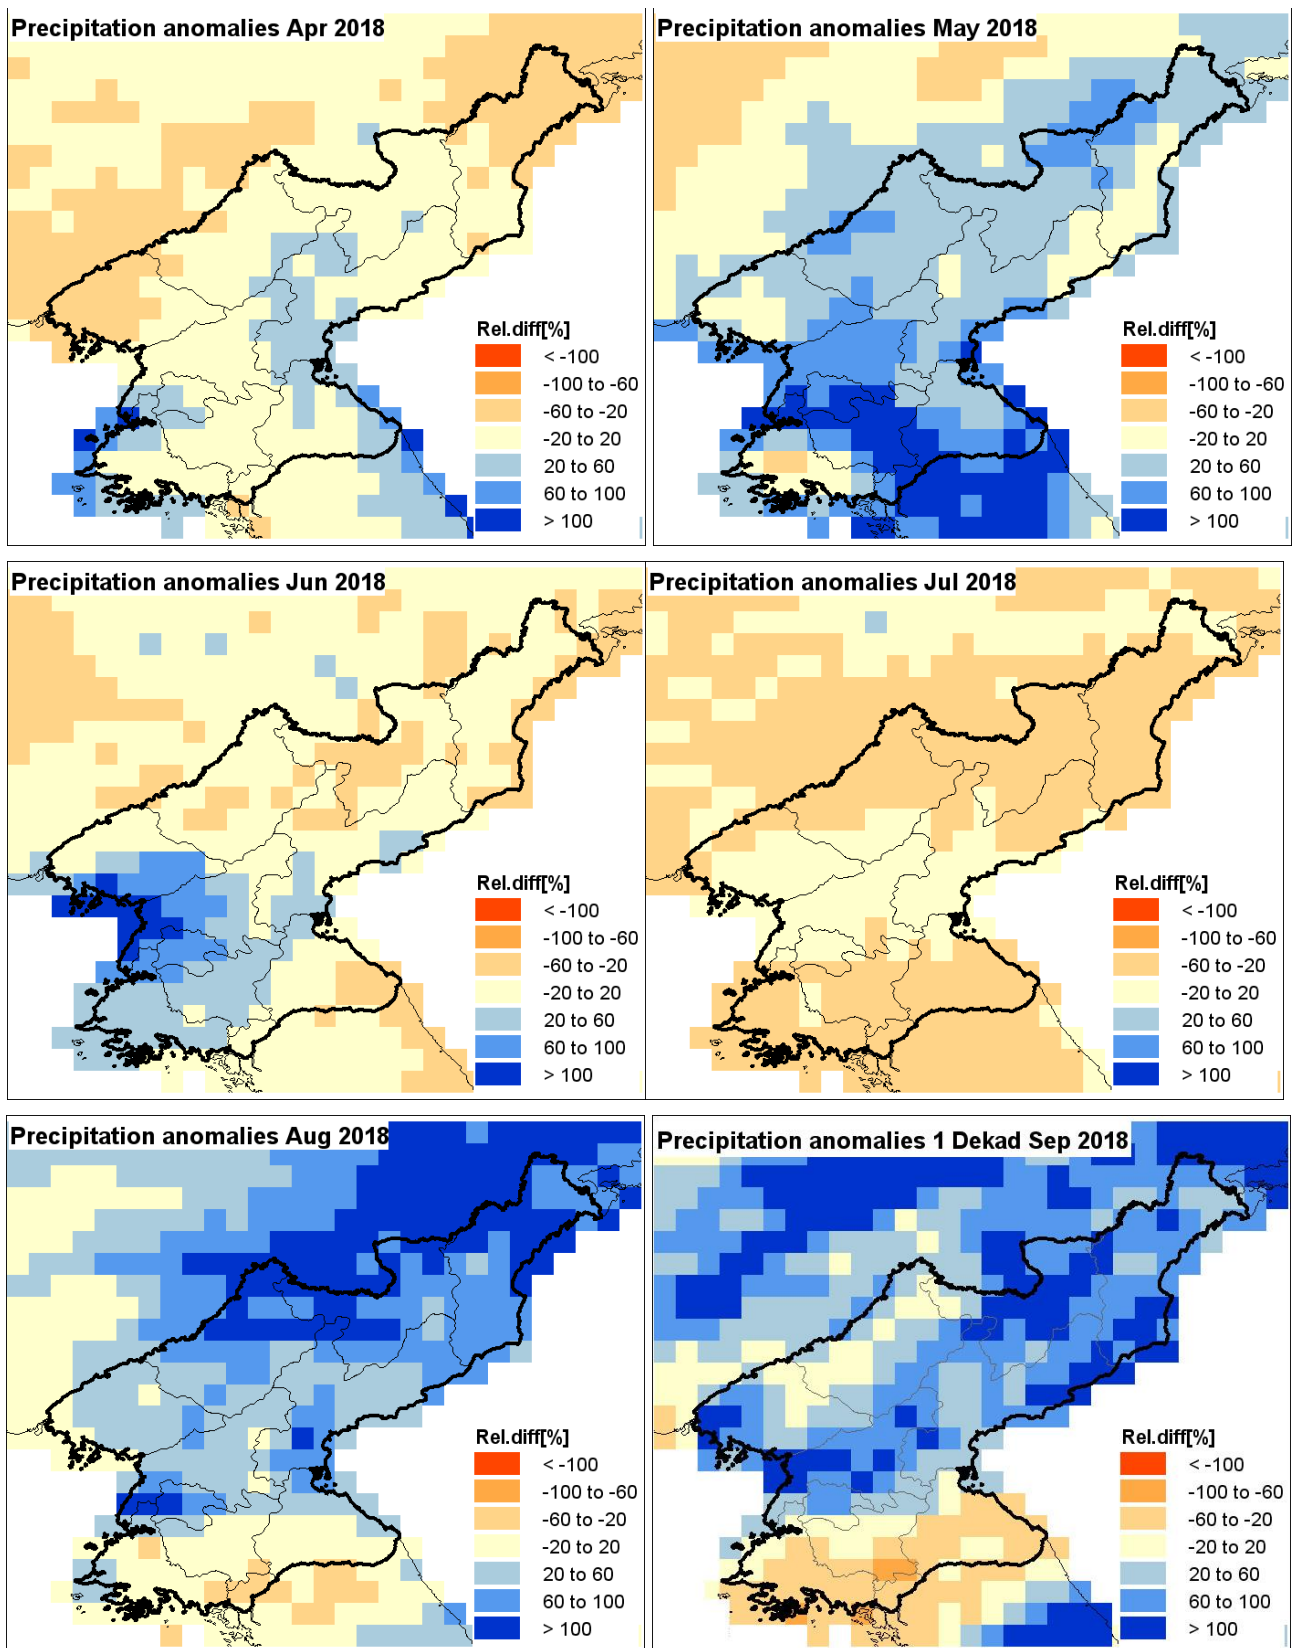 Precipitation anomalies Apr 2018
Rel.diff[%]
< -100
-100 to -60
-60 to -20
-20 to 20
20 to 60
60 to 100
> 100
Precipitation anomalies May 2018
Rel.diff[%]
< -100
-100 to -60
-60 to -20
-20 to 20
20 to 60
60 to 100
> 100
Precipitation anomalies Jun 2018
Rel.diff[%]
< -100
-100 to -60
-60 to -20
-20 to 20
20 to 60
60 to 100
> 100
Precipitation anomalies Jul 2018
Rel.diff[%]
< -100
-100 to -60
-60 to -20
-20 to 20
20 to 60
60 to 100
> 100
Precipitation anomalies Aug 2018
Rel.diff[%]
< -100
-100 to -60
-60 to -20
-20 to 20
20 to 60
60 to 100
> 100
Precipitation anomalies 1 Dekad Sep 2018
Rel.diff[%]
< -100
-100 to -60
-60 to -20
-20 to 20
20 to 60
60 to 100
> 100